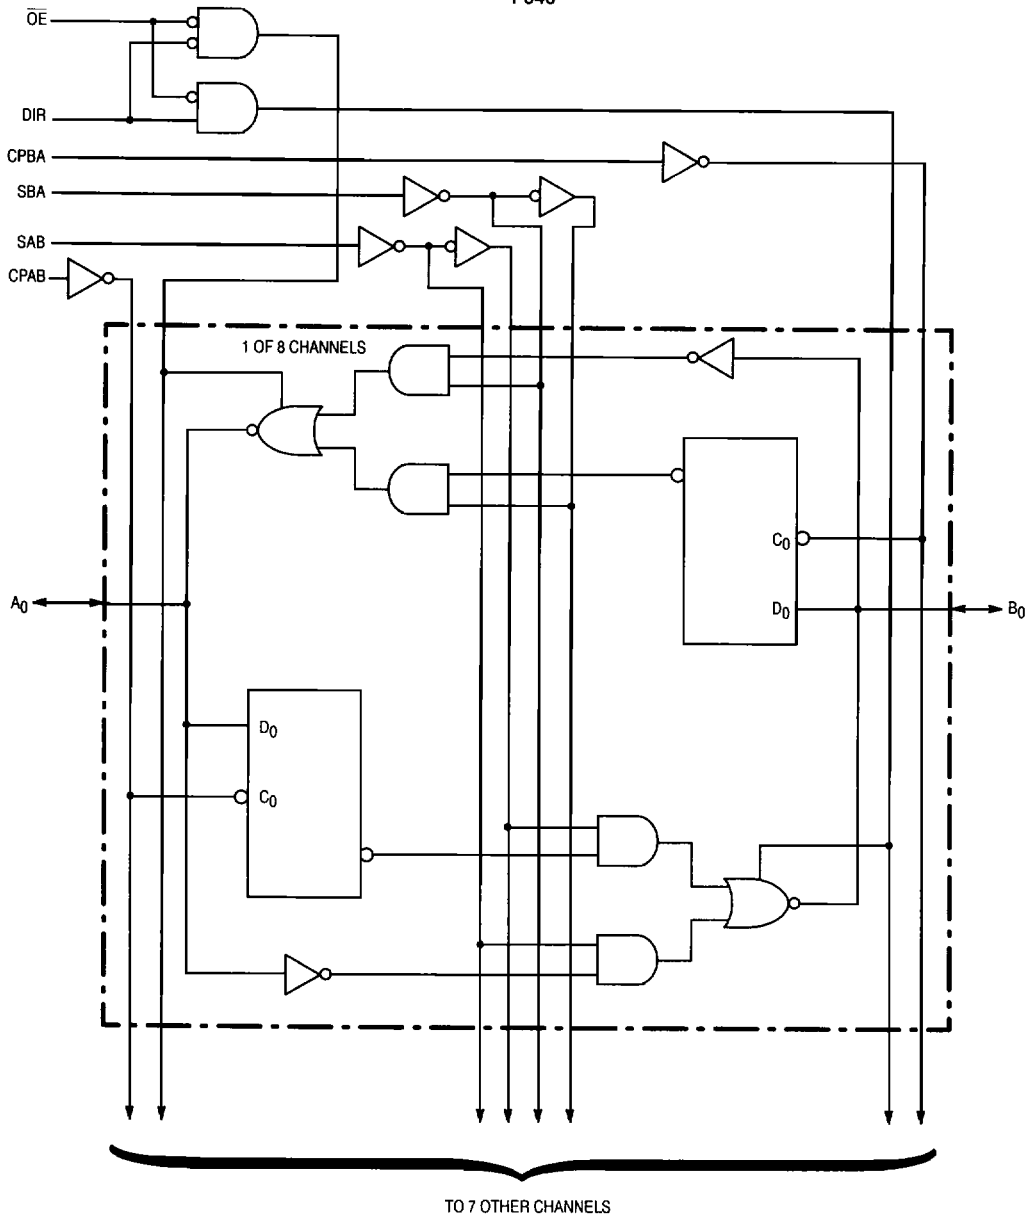 OE
DIR
CPBA
SBA
SAB
CPAB
1 OF 8 CHANNELS
C0
D0
A0
B0
D0
C0
TO 7 OTHER CHANNELS